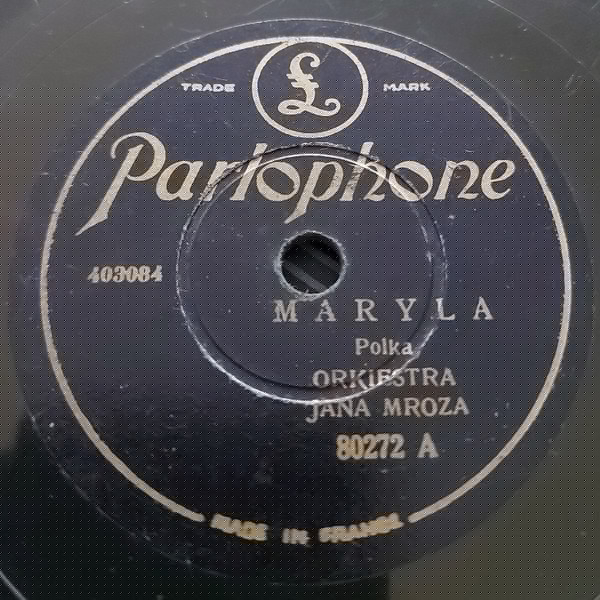 TRADE MARK
£
Parlophone
403084
MARYLA
Polka
ORKIESTRA
JANA MROZA
80272 A
MADE IN FRANCE